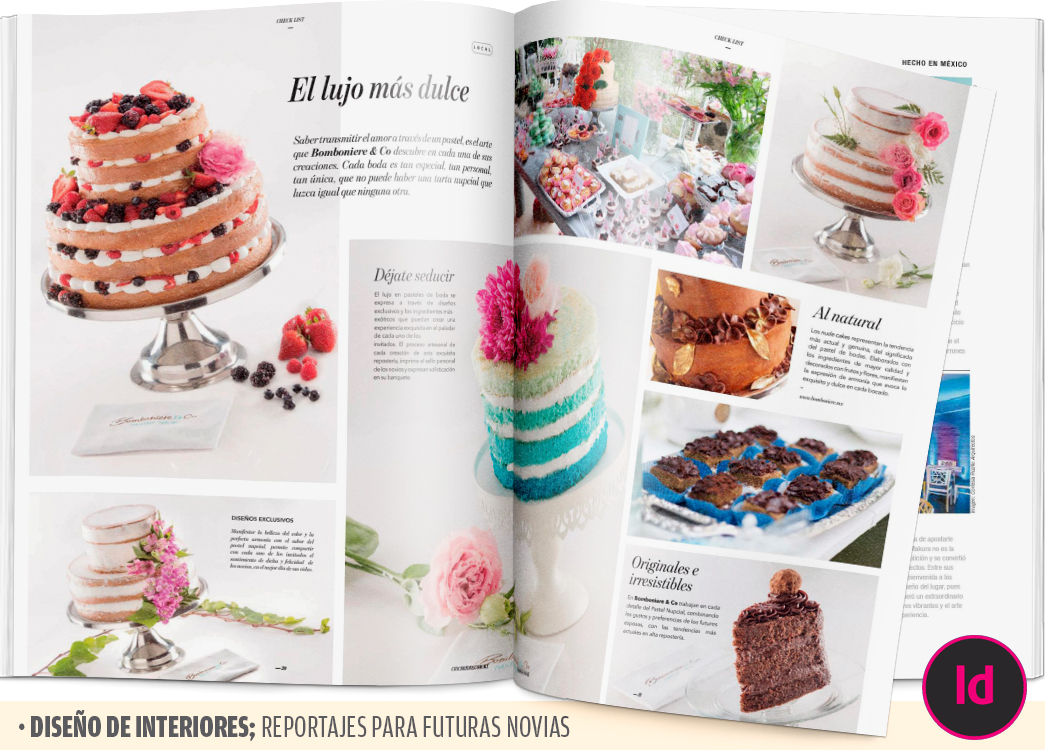 CHECK LIST
LOCAL
El lujo más dulce
Saber transmitir el amor a través de un pastel, es el arte
que Bomboniere & Co descubre en cada una de sus
creaciones. Cada boda es tan especial, tan personal,
tan única, que no puede haber una tarta nupcial que
luzca igual que ninguna otra.
Déjate seducir
El lujo en pasteles de boda se
expresa a través de diseños
exclusivos y los ingredientes más
exóticos que puedan crear una
experiencia exquisita en el paladar
de cada uno de los
invitados. El proceso artesanal de
cada creación de esta exquisita
repostería, imprime el sello personal
de los novios y expresan sofisticación
en su banquete.
DISEÑOS EXCLUSIVOS
Manifestar la belleza del color y la
perfecta armonía con el sabor del
pastel nupcial, permite compartir
con cada uno de los invitados el
sentimiento de dicha y felicidad de
los novios, en el mejor día de sus vidas.
CHECK LIST
Al natural
Los nude cakes representan la tendencia
más actual y genuina, del significado
del pastel de bodas. Elaborados con
los ingredientes de mayor calidad y
decorados con frutos y flores, manifiestan
la expresión de armonía que evoca lo
exquisito y dulce en cada bocado.
www.bomboniere.mx
Originales e
irresistibles
En Bomboniere & Co trabajan en cada
detalle del Pastel Nupcial, combinando
los gustos y preferencias de los futuros
esposos, con las tendencias más
actuales en alta repostería.
HECHO EN MÉXICO
Id
• DISEÑO DE INTERIORES; REPORTAJES PARA FUTURAS NOVIAS